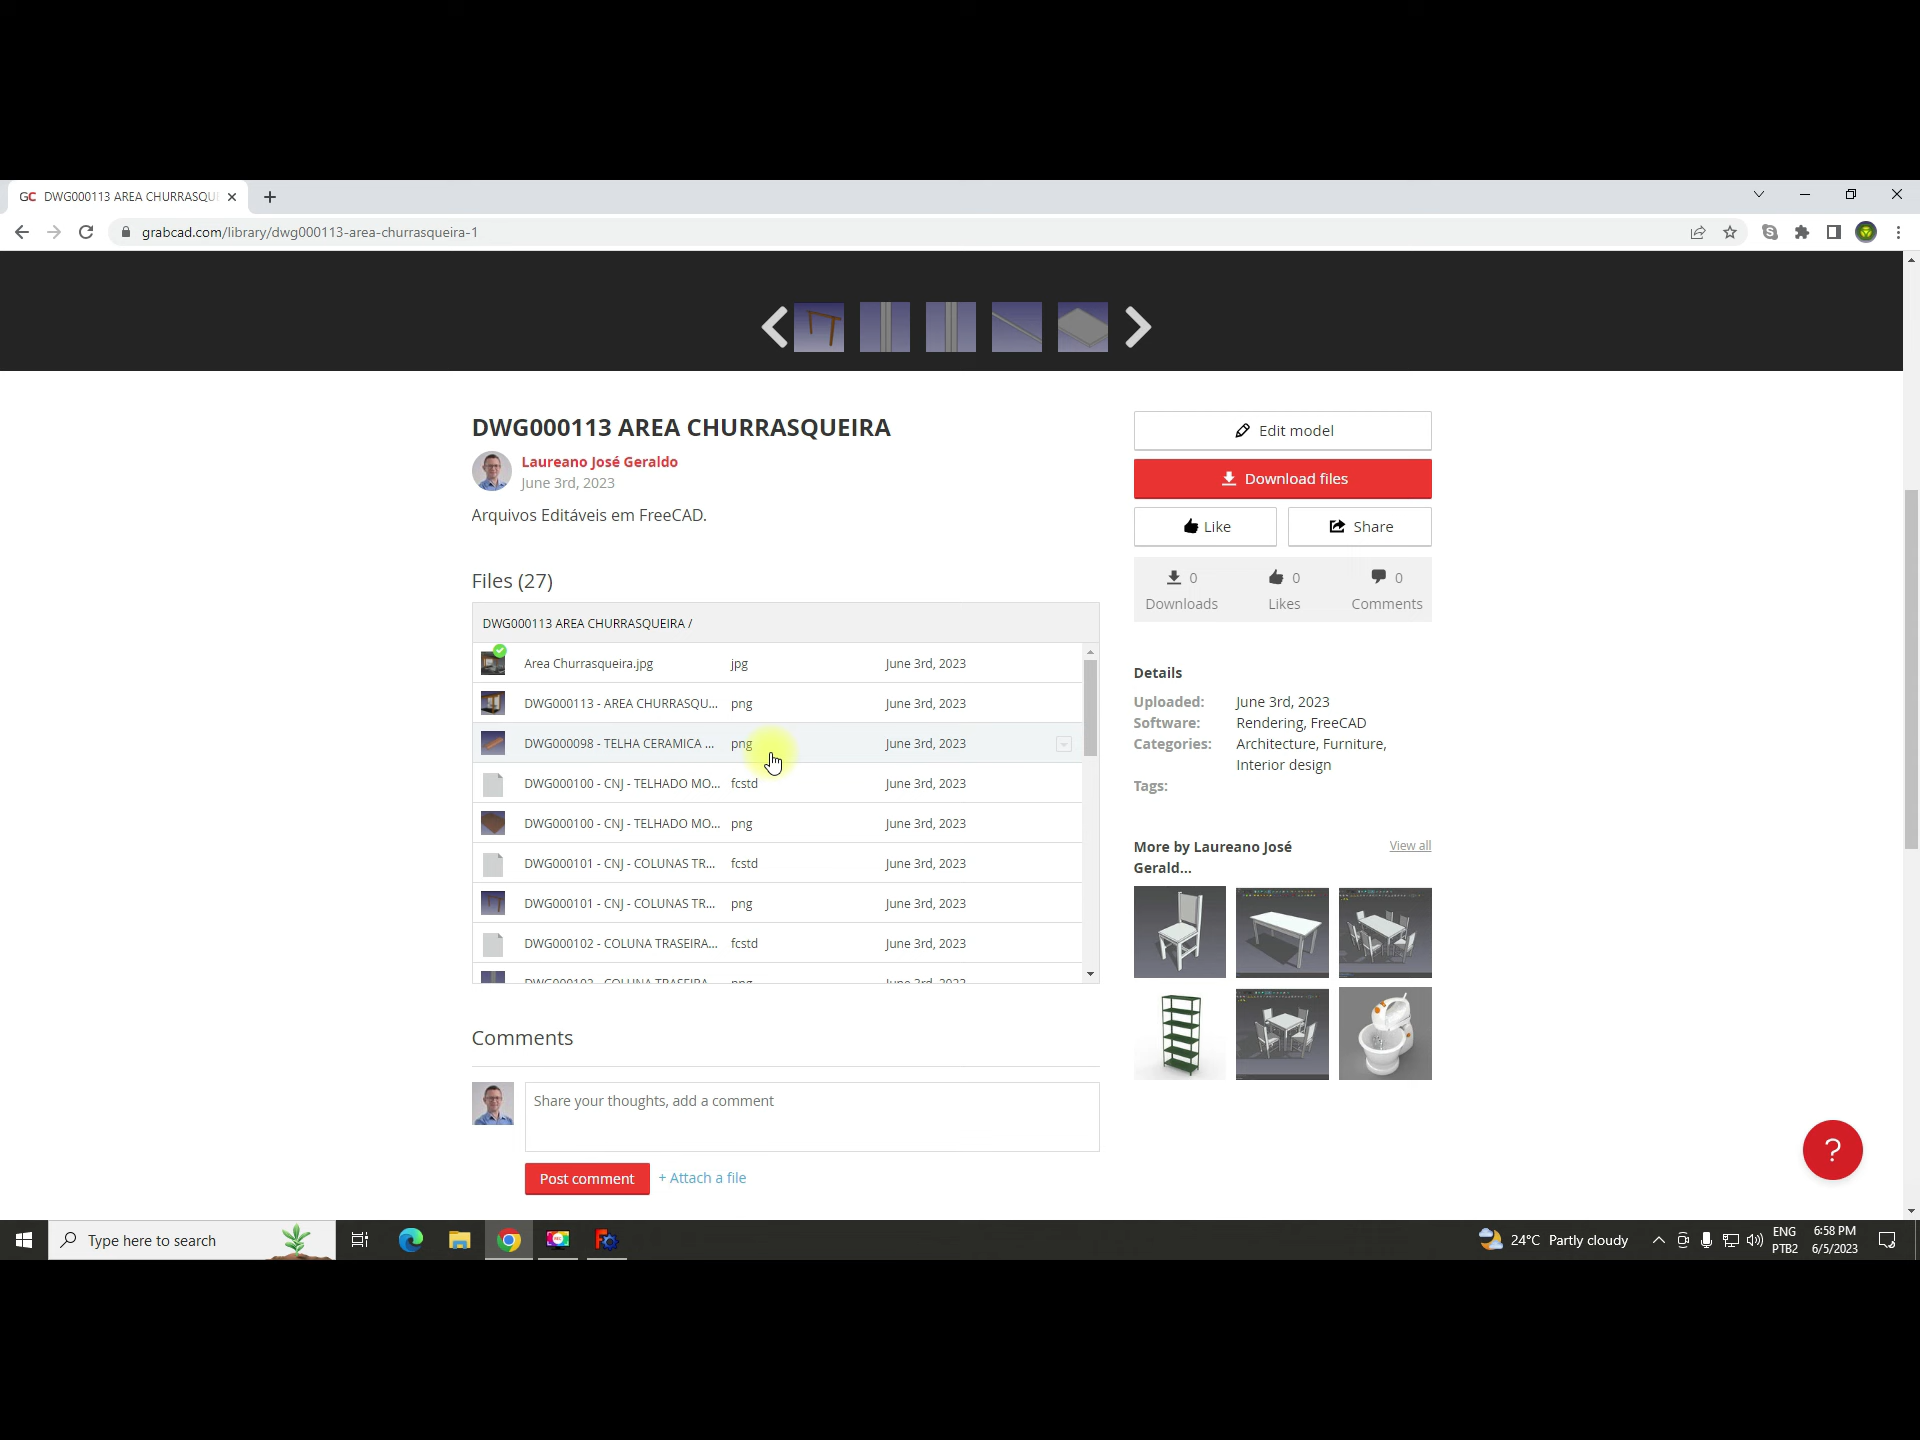 GC DWG000113 AREA CHURRASQU
grabcad.com/library/dwg000113-area-churrasqueira-1
DWG000113 AREA CHURRASQUEIRA
Laureano José Geraldo
June 3rd, 2023
Arquivos Editáveis em FreeCAD.
Files (27)
DWG000113 AREA CHURRASQUEIRA /
Area Churrasqueira.jpg jpg June 3rd, 2023
DWG000113 - AREA CHURRASQU... png June 3rd, 2023
DWG000098 - TELHA CERAMICA ... png June 3rd, 2023
DWG000100 - CNJ - TELHADO MO... fcstd June 3rd, 2023
DWG000100 - CNJ - TELHADO MO... png June 3rd, 2023
DWG000101 - CNJ - COLUNAS TR... fcstd June 3rd, 2023
DWG000101 - CNJ - COLUNAS TR... png June 3rd, 2023
DWG000102 - COLUNA TRASEIRA... fcstd June 3rd, 2023
DWG000102 - COLUNA TRASEIRA... png June 3rd, 2023
Comments
Share your thoughts, add a comment
Post comment + Attach a file
Edit model
Download files
Like Share
0 0 0
Downloads Likes Comments
Details
Uploaded: June 3rd, 2023
Software: Rendering, FreeCAD
Categories: Architecture, Furniture,
Interior design
Tags:
More by Laureano José
Gerald...
View all
?
Type here to search
24°C Partly cloudy
ENG
PTB2
6:58 PM
6/5/2023